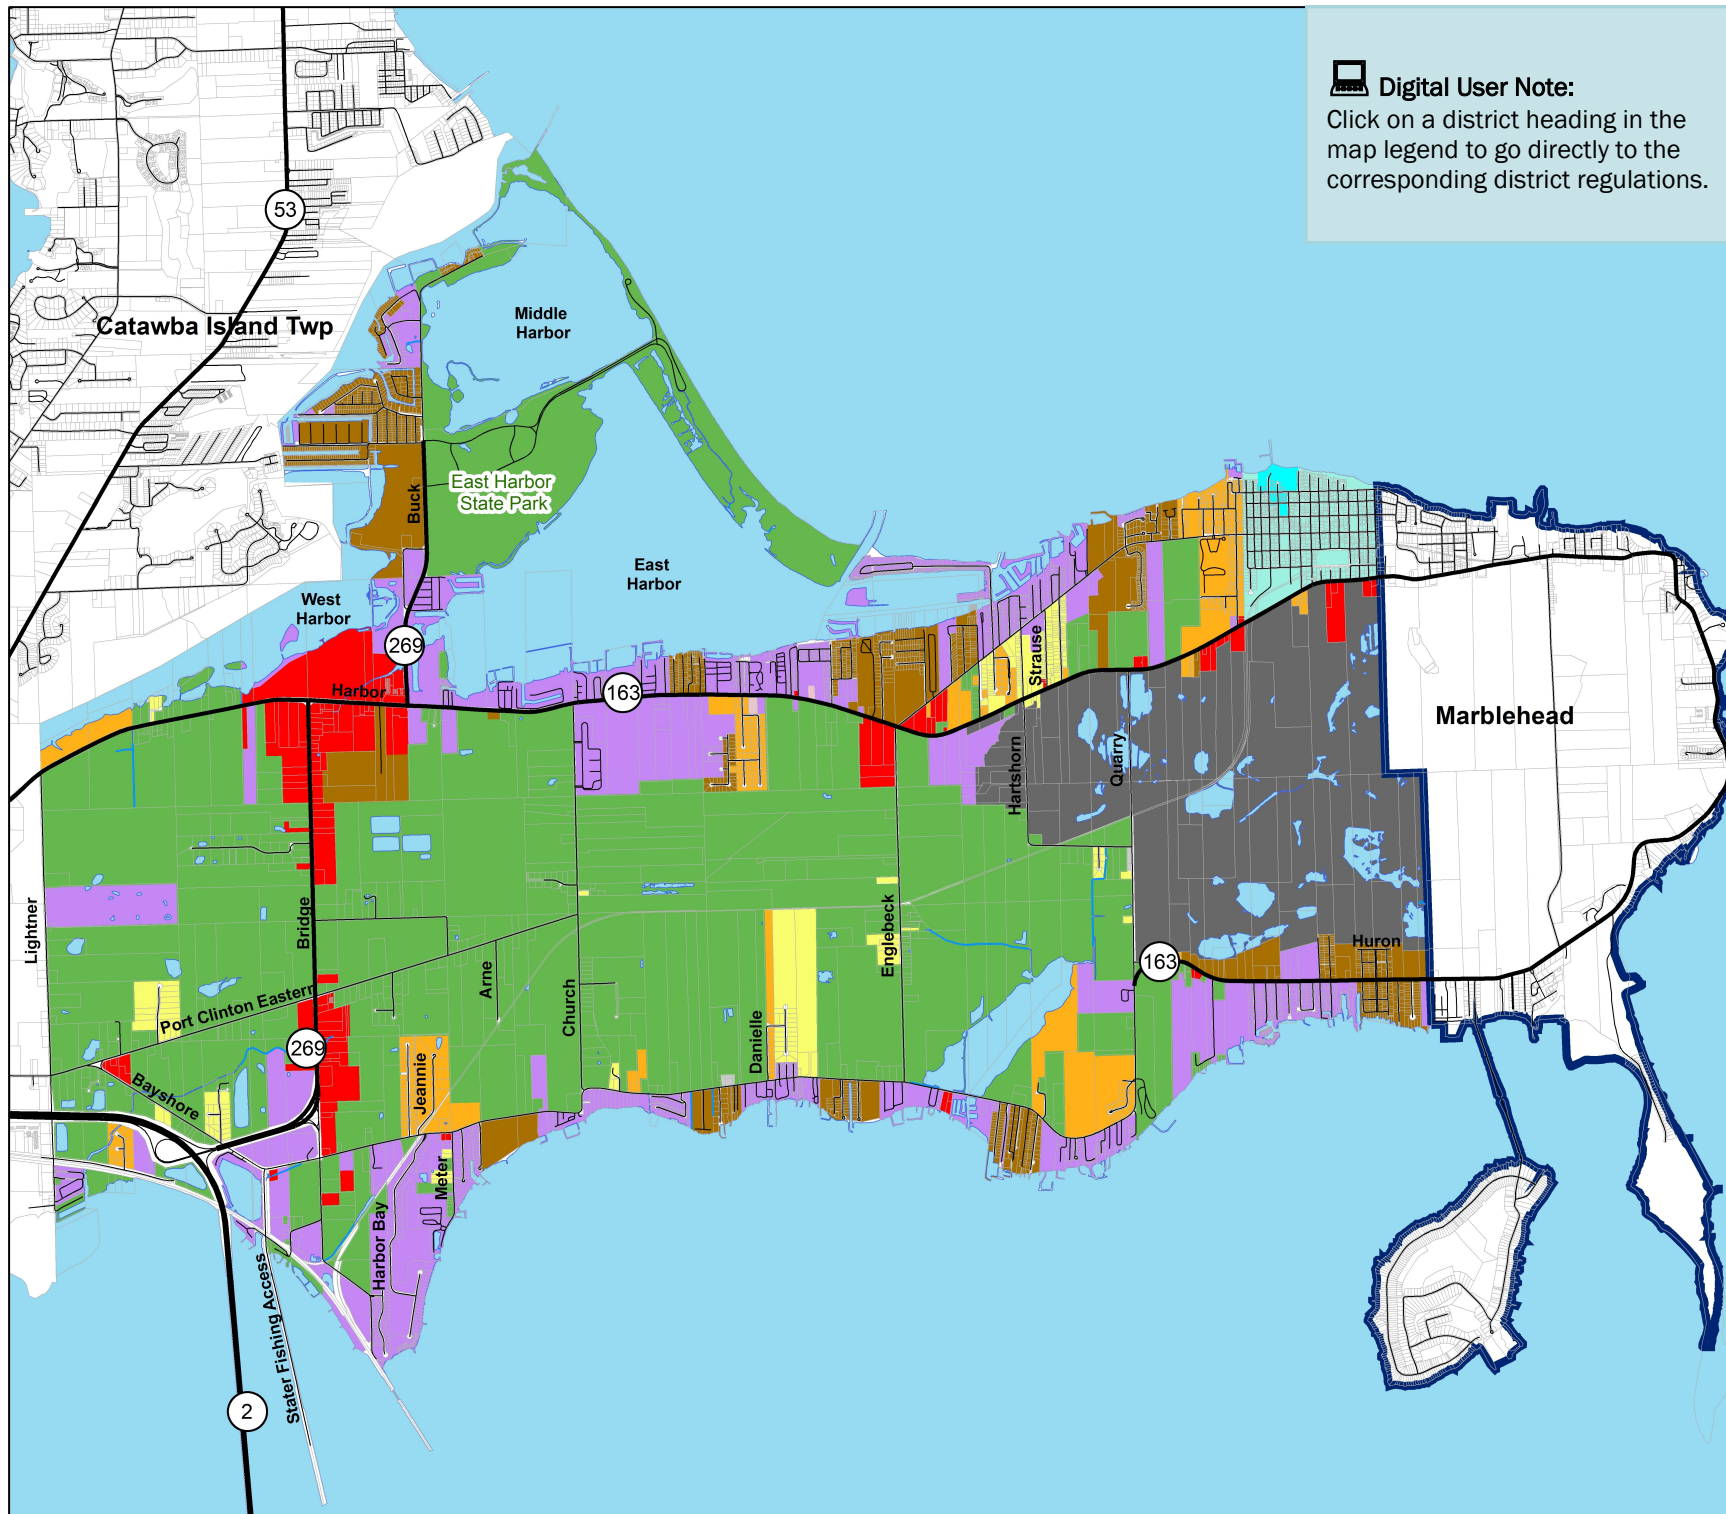 Digital User Note:
Click on a district heading in the
map legend to go directly to the
corresponding district regulations.
53
Catawba Island Twp
Middle
Harbor
East Harbor
State Park
Buck
East
Harbor
West
Harbor
269
Harbor
163
Strause
Marblehead
Hartshorn
Quarry
Lightner
Bridge
Englebeck
Huron
163
Arne
Church
Port Clinton Eastern
Danielle
269
Bayshore
Jeannie
Meter
Harbor Bay
Stater Fishing Access
2